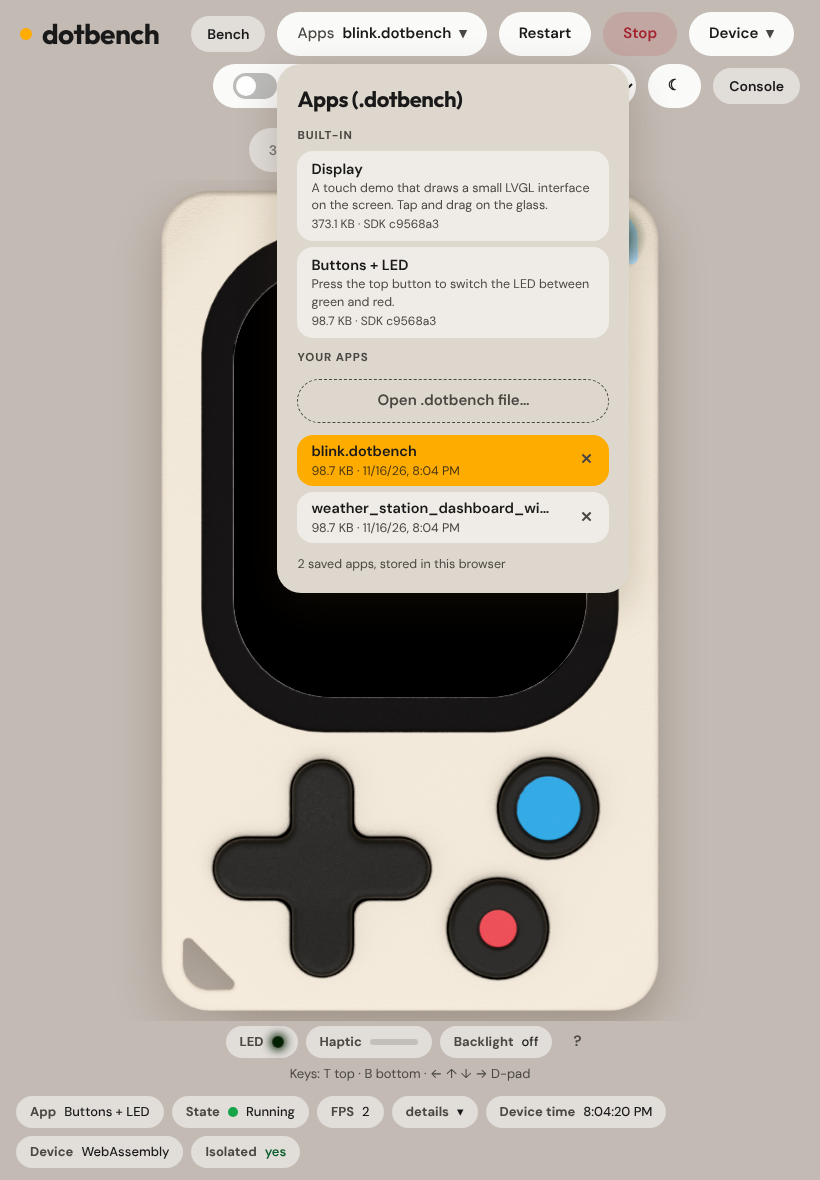 dotbench
Bench
Apps blink.dotbench ▾
Restart
Stop
Device ▾
Console
3
Apps (.dotbench)
BUILT-IN
Display
A touch demo that draws a small LVGL interface
on the screen. Tap and drag on the glass.
373.1 KB · SDK c9568a3
Buttons + LED
Press the top button to switch the LED between
green and red.
98.7 KB · SDK c9568a3
YOUR APPS
Open .dotbench file...
blink.dotbench
98.7 KB · 11/16/26, 8:04 PM
✕
weather_station_dashboard_wi...
98.7 KB · 11/16/26, 8:04 PM
✕
2 saved apps, stored in this browser
LED
Haptic
Backlight off
?
Keys: T top · B bottom · ← ↑ ↓ → D-pad
App Buttons + LED
State Running
FPS 2
details ▾
Device time 8:04:20 PM
Device WebAssembly
Isolated yes